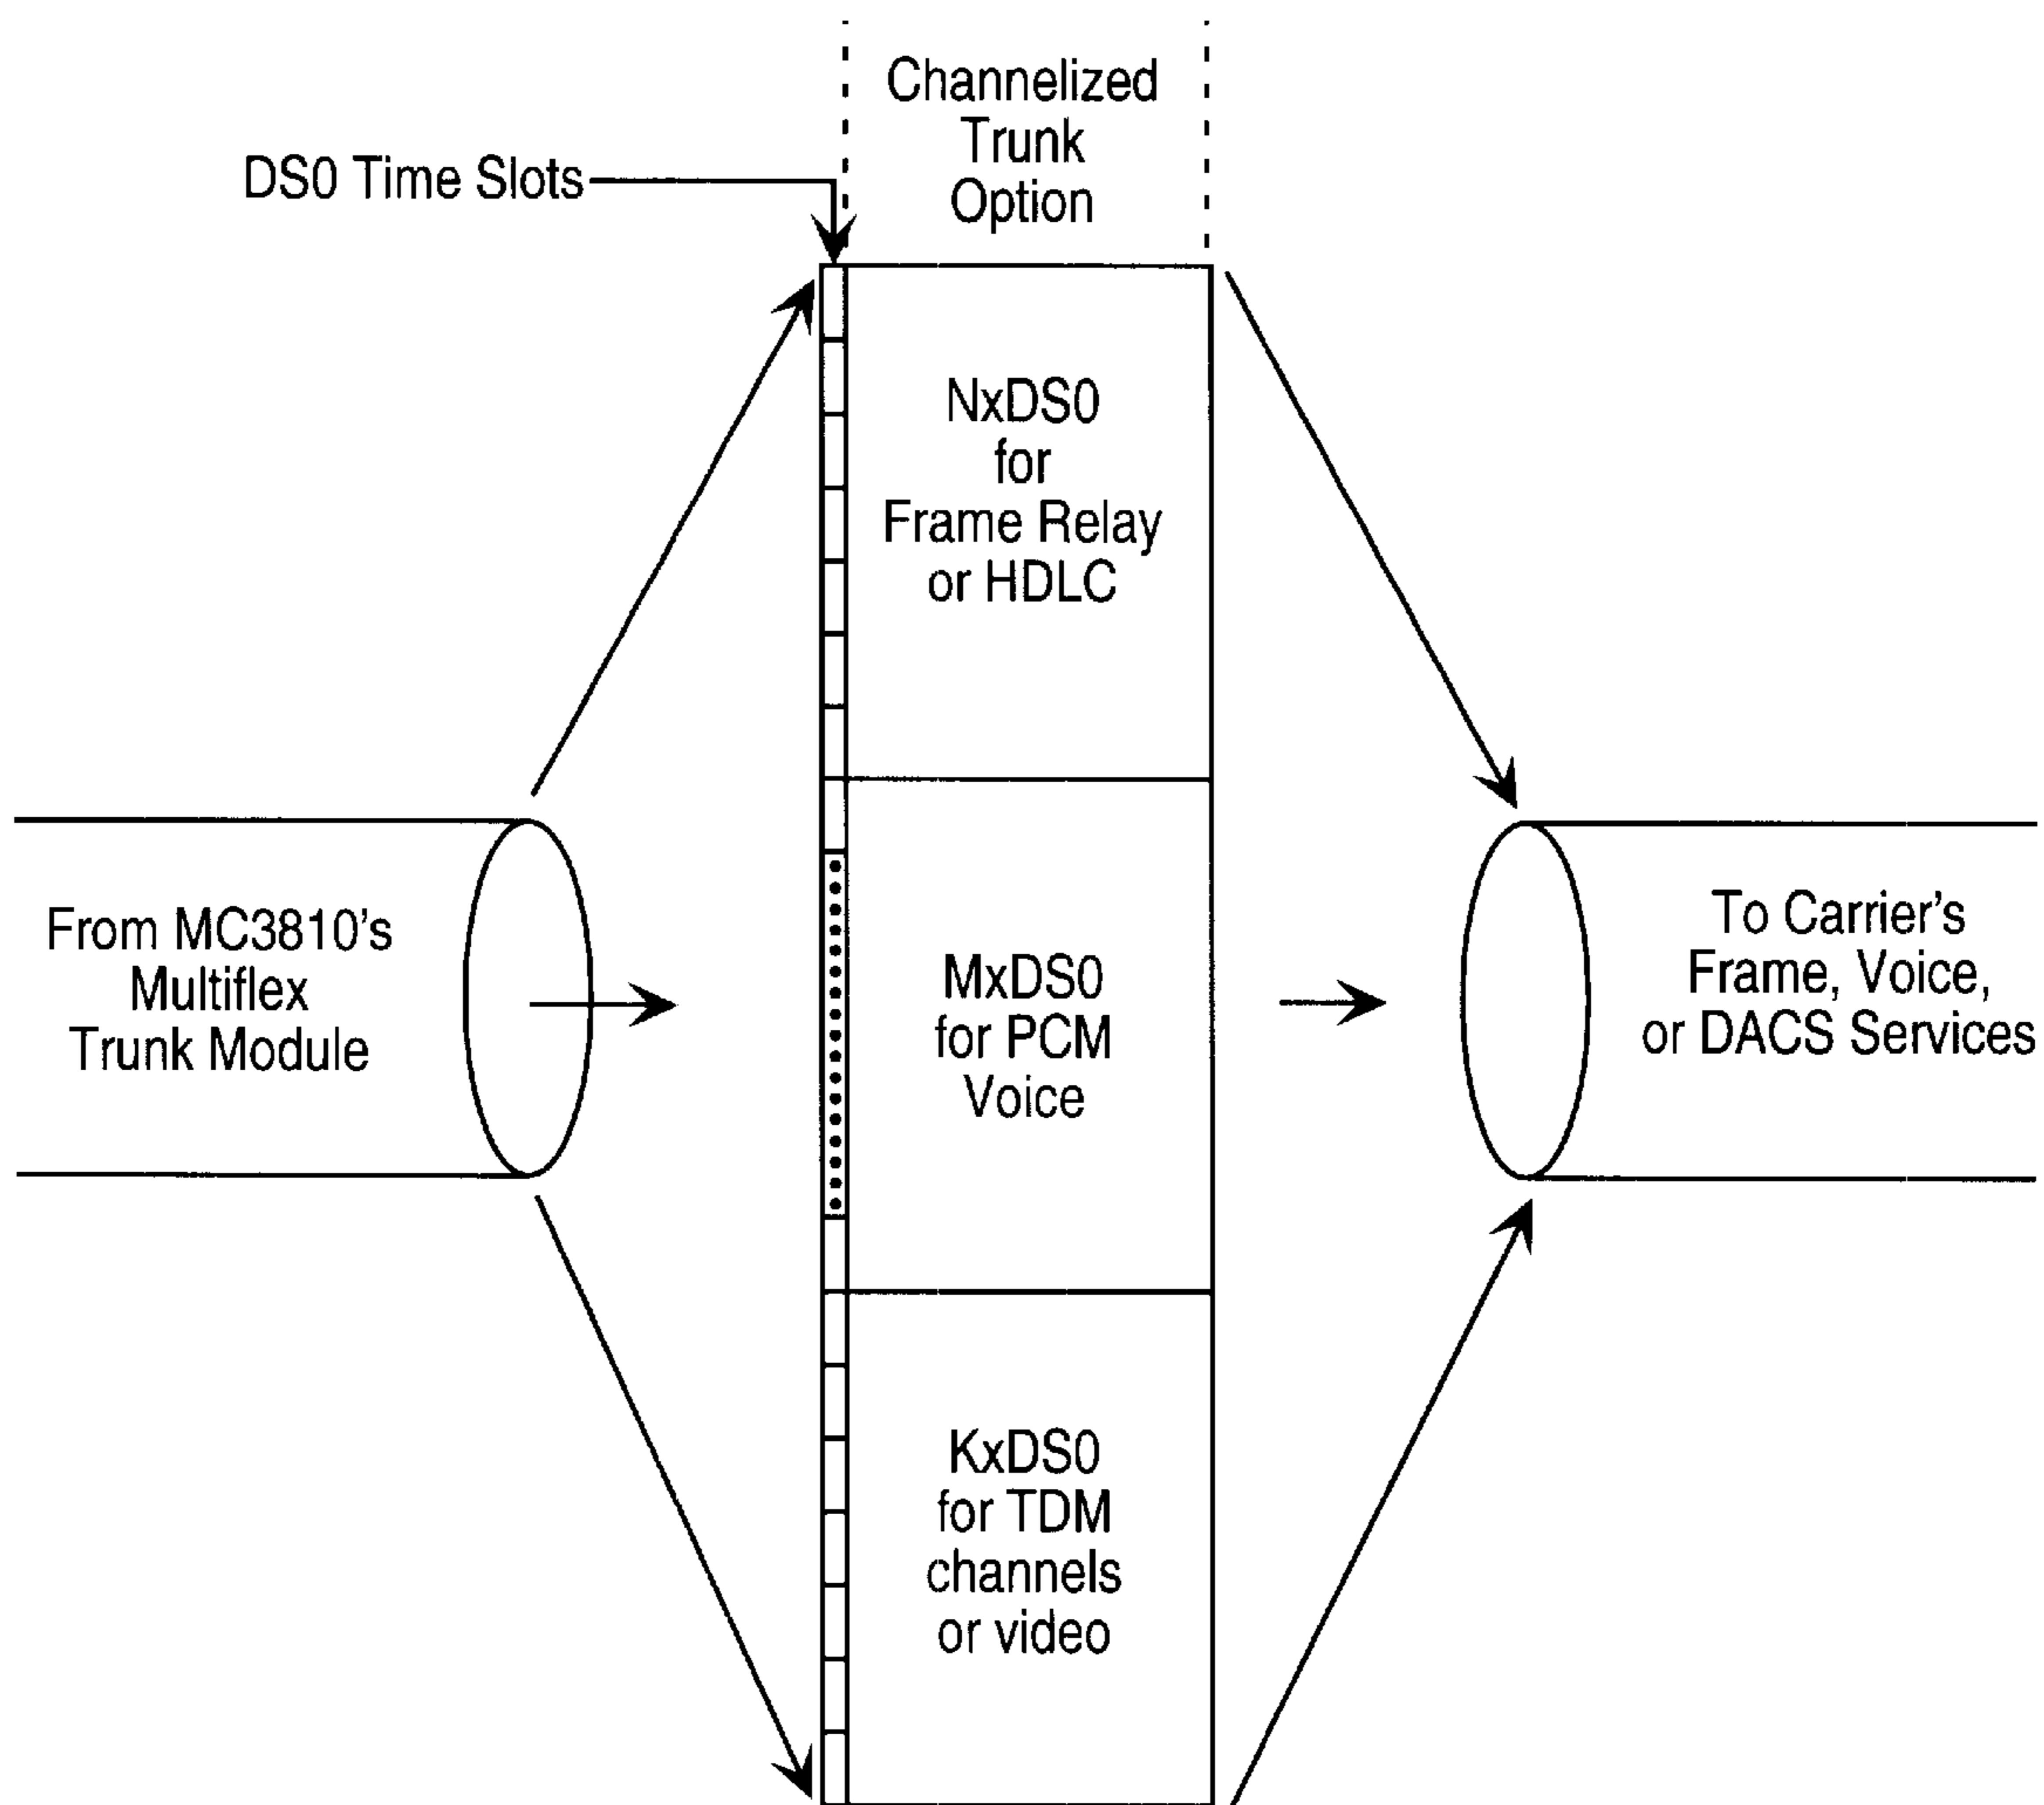 Channelized
Trunk
Option
DS0 Time Slots
NxDS0
for
Frame Relay
or HDLC
From MC3810's
Multiflex
Trunk Module
MxDS0
for PCM
Voice
To Carrier's
Frame, Voice,
or DACS Services
KxDS0
for TDM
channels
or video